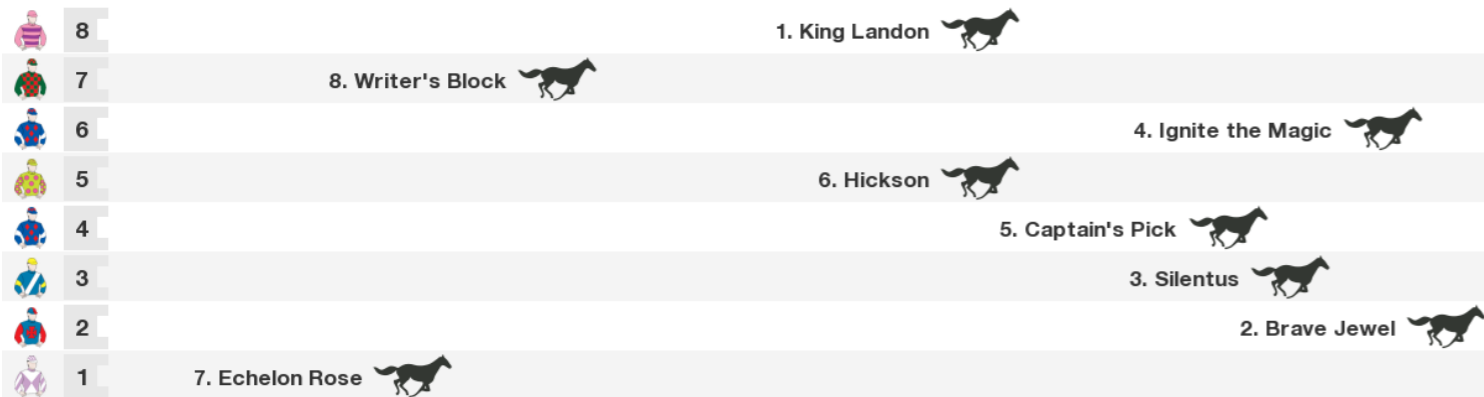 8 1. King Landon
7 8. Writer's Block
6 4. Ignite the Magic
5 6. Hickson
4 5. Captain's Pick
3 3. Silentus
2 2. Brave Jewel
1 7. Echelon Rose